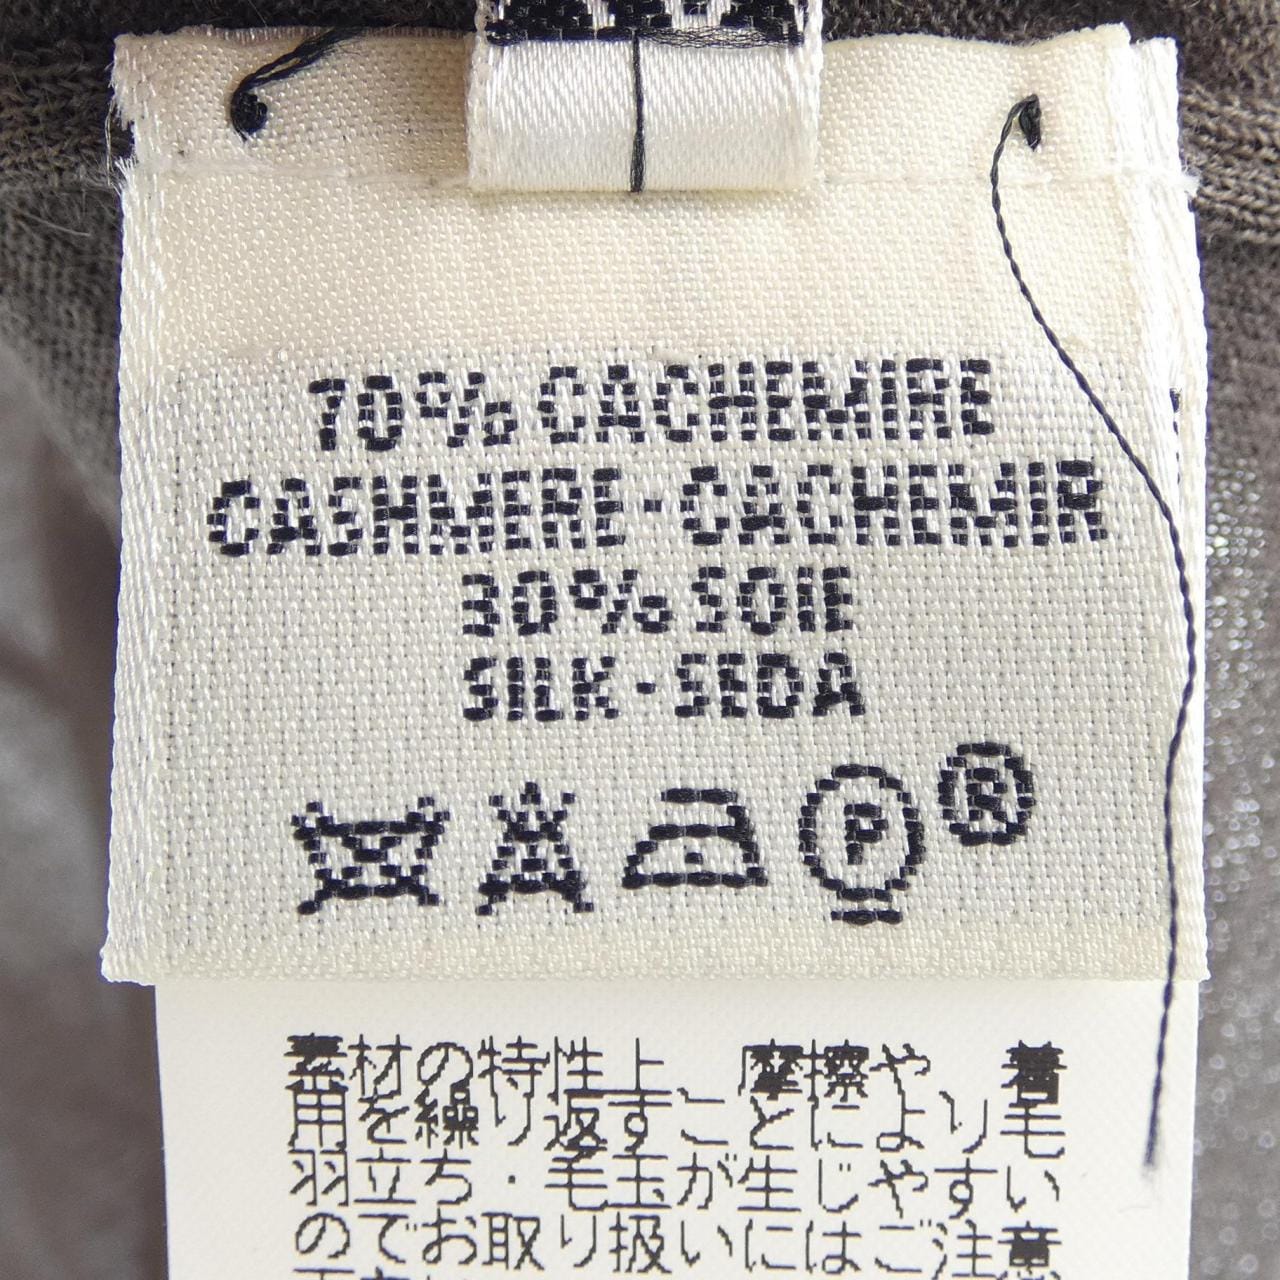 70% CACHEMIRE
CASHMERE·CACHEMIR
30% SOIE
SILK·SEDA
P ®
素材の特性上、摩擦や着
用を繰り返すことにより毛
羽立ち・毛玉が生じやすい
のでお取り扱いにはご注意